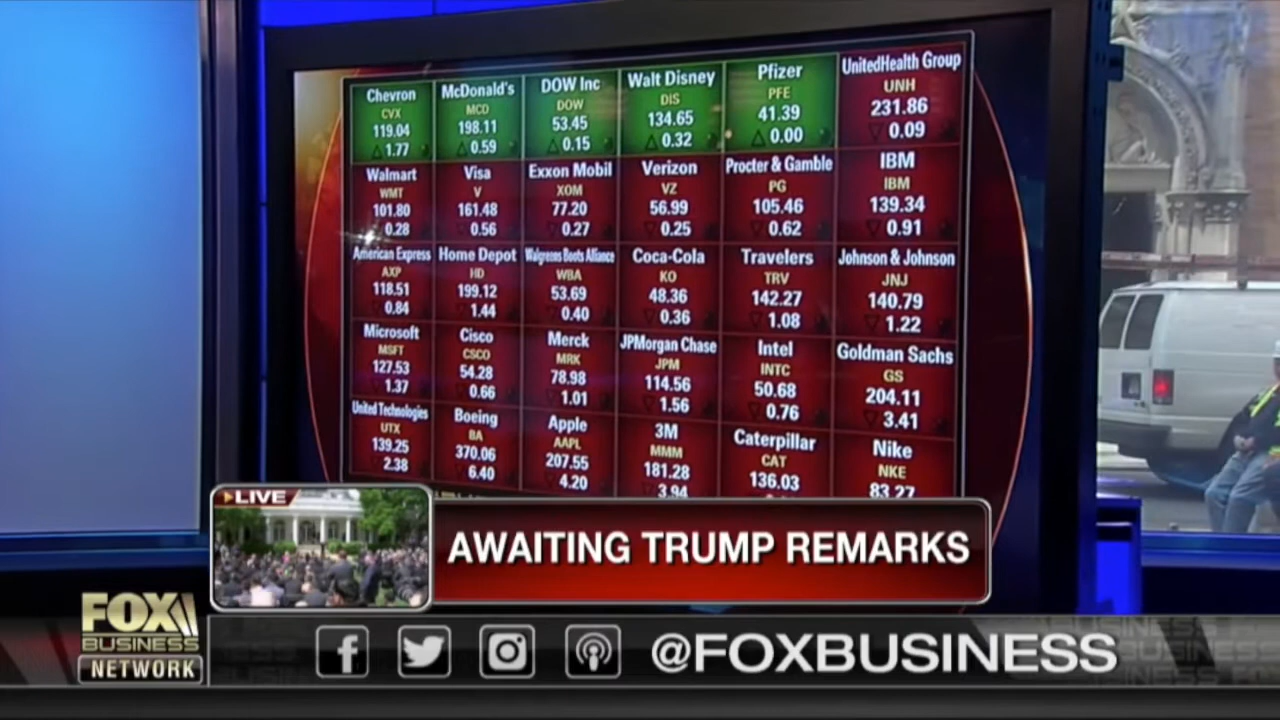 Chevron
CVX
119.04
1.77
McDonald's
MCD
198.11
0.59
DOW Inc
DOW
53.45
0.15
Walt Disney
DIS
134.65
0.32
Pfizer
PFE
41.39
0.00
UnitedHealth Group
UNH
231.86
0.09
Walmart
WMT
101.80
0.28
Visa
V
161.48
0.56
Exxon Mobil
XOM
77.20
0.27
Verizon
VZ
56.99
0.25
Procter & Gamble
PG
105.46
0.62
IBM
IBM
139.34
0.91
American Express
AXP
118.51
0.84
Home Depot
HD
199.12
1.44
Walgreens Boots Alliance
WBA
53.69
0.40
Coca-Cola
KO
48.36
0.36
Travelers
TRV
142.27
1.08
Johnson & Johnson
JNJ
140.79
1.22
Microsoft
MSFT
127.53
1.37
Cisco
CSCO
54.28
0.66
Merck
MRK
78.98
1.01
JPMorgan Chase
JPM
114.56
1.56
Intel
INTC
50.68
0.76
Goldman Sachs
GS
204.11
3.41
United Technologies
UTX
139.25
2.38
Boeing
BA
370.06
6.40
Apple
AAPL
207.55
4.20
3M
MMM
181.28
3.94
Caterpillar
CAT
136.03
Nike
NKE
83.27
LIVE
AWAITING TRUMP REMARKS
FOX
BUSINESS
NETWORK
@FOXBUSINESS